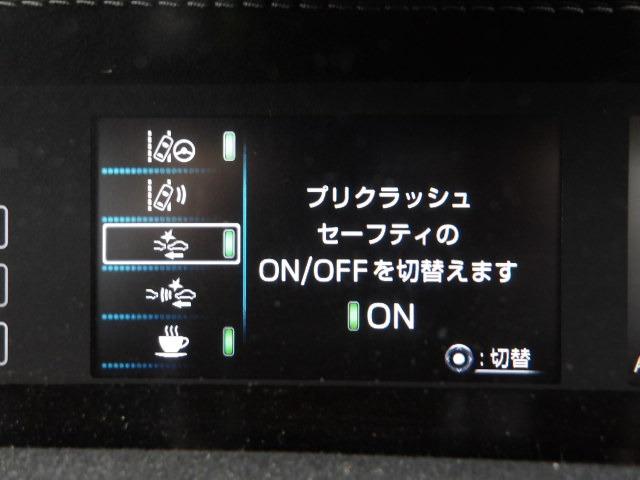 プリクラッシュ
セーフティの
ON/OFFを切替えます
ON
:切替